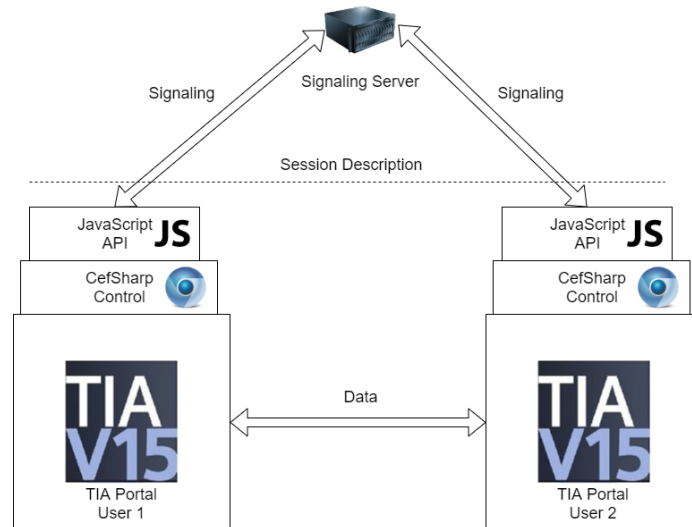 Signaling Server
Signaling
Signaling
Session Description
JavaScript
API
JS
JavaScript
API
JS
CefSharp
Control
CefSharp
Control
TIA
V15
TIA
V15
Data
TIA Portal
User 1
TIA Portal
User 2